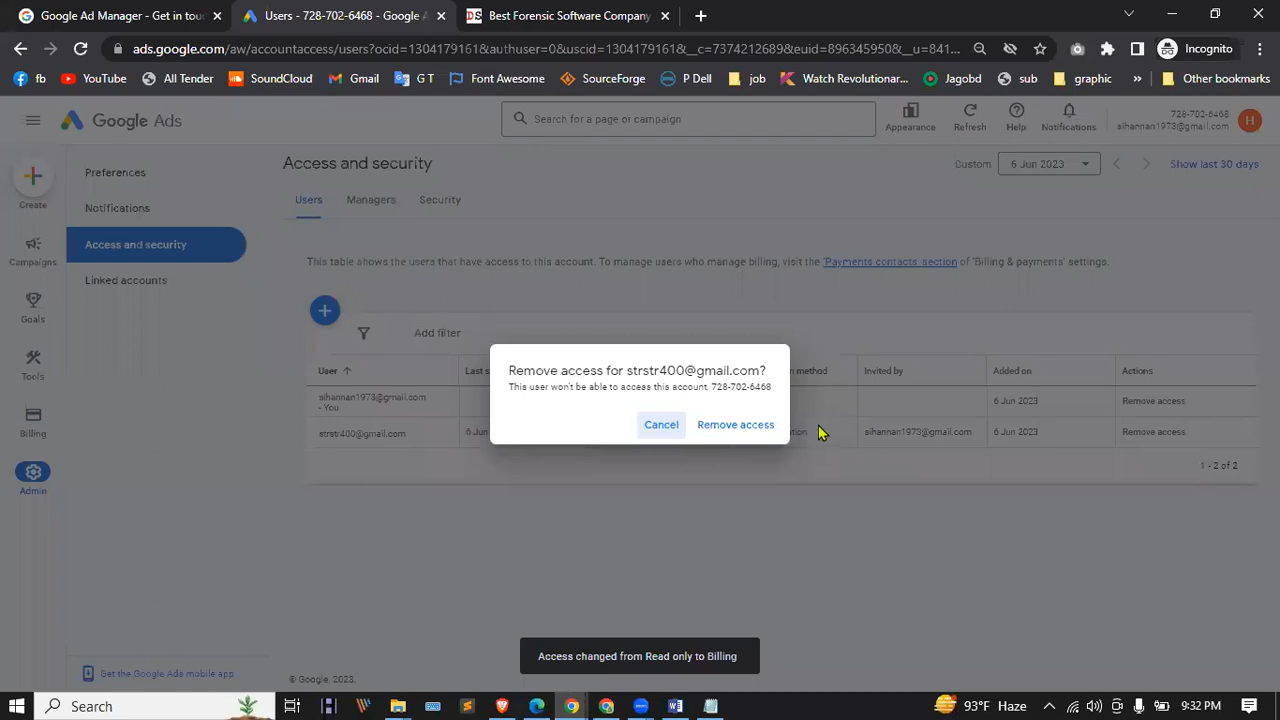 Google Ad Manager - Get in tou
Users - 728-702-6468 - Google A
Best Forensic Software Company
ads.google.com/aw/accountaccess/users?ocid=1304179161&authuser=0&uscid=1304179161&__c=7774212689&euid=8963459950&__u=841...
Incognito
fb
YouTube
All Tender
SoundCloud
Gmail
G T
Font Awesome
SourceForge
P Dell
job
Watch Revolutionar...
Jagobd
sub
graphic
Other bookmarks
Google Ads
Search for a page or campaign
Appearance
Refresh
Help
Notifications
728-702-6468
sihannan1973@gmail.com
H
Create
Campaigns
Goals
Tools
Billing
Admin
Preferences
Notifications
Access and security
Linked accounts
Get the Google Ads mobile app
Access and security
Custom
6 Jun 2023
Show last 30 days
Users
Managers
Security
This table shows the users that have access to this account. To manage users who manage billing, visit the 'Payments contacts' section of 'Billing & payments' settings.
Add filter
User
Last s
n method
Invited by
Added on
Actions
sihannan1973@gmail.com
- You
6 Jun 2023
Remove access
strstr400@gmail.com
6 Jun
sihannan1973@gmail.com
6 Jun 2023
Remove access
1 - 2 of 2
Remove access for strstr400@gmail.com?
This user won't be able to access this account, 728-702-6468
Cancel
Remove access
Access changed from Read only to Billing
© Google, 2023.
Search
93°F Haze
9:32 PM